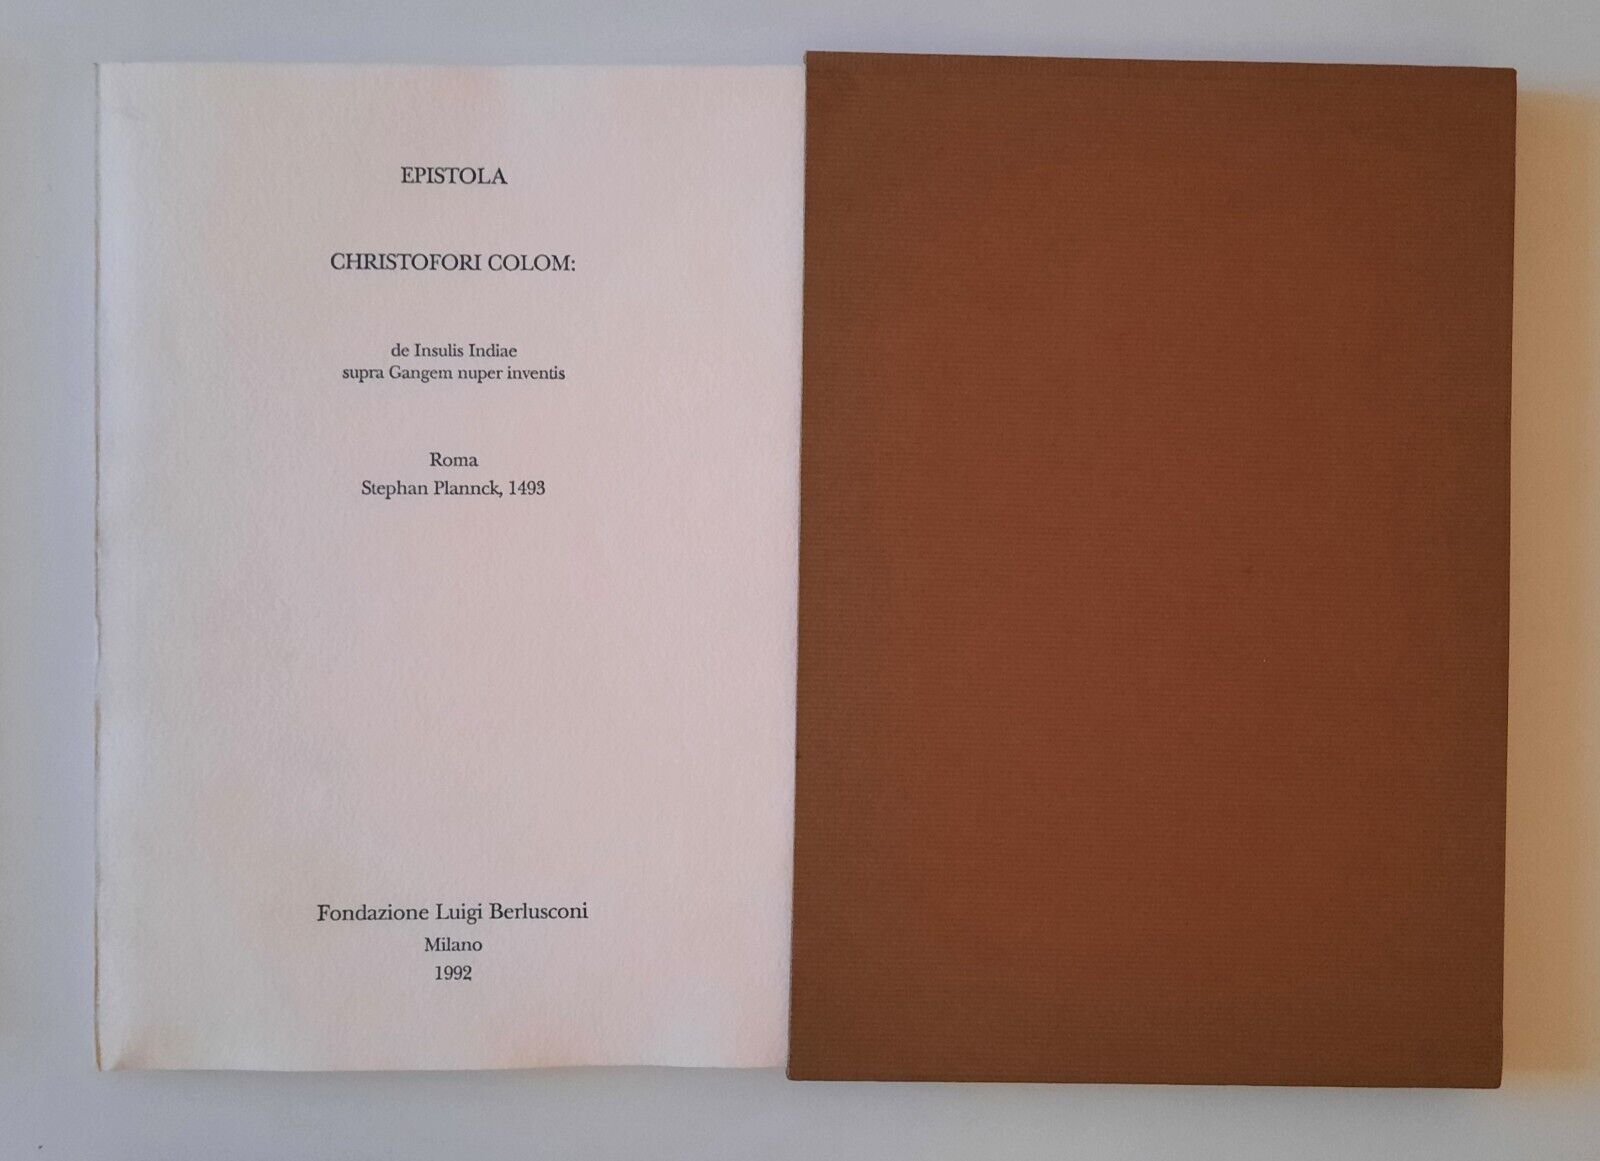 EPISTOLA
CHRISTOFORI COLOM:
de Insulis Indiae
supra Gangem nuper inventis
Roma
Stephan Plannck, 1493
Fondazione Luigi Berlusconi
Milano
1992